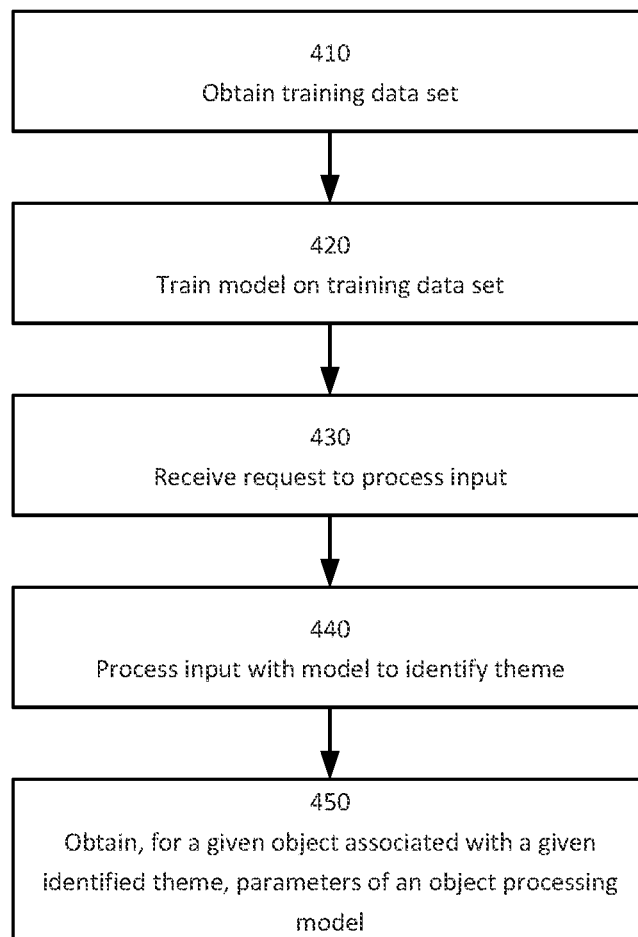 410
Obtain training data set
420
Train model on training data set
430
Receive request to process input
440
Process input with model to identify theme
450
Obtain, for a given object associated with a given
identified theme, parameters of an object processing
model